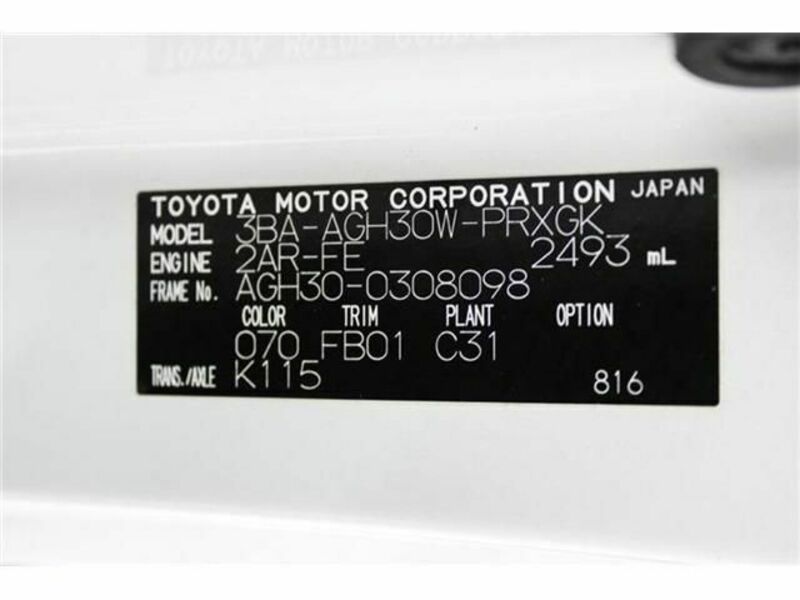 TOYOTA MOTOR CORPORATION JAPAN
MODEL 3BA-AGH30W-PRXGK
ENGINE 2AR-FE 2493 mL
FRAME No. AGH30-0308098
COLOR TRIM PLANT OPTION
070 FB01 C31
TRANS./AXLE K115 816